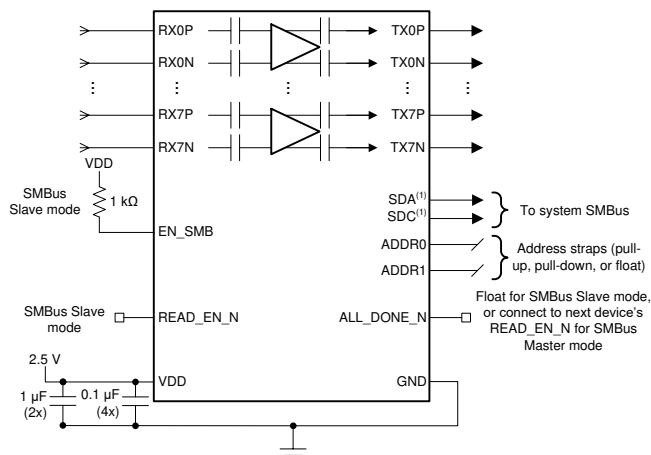 RX0P TX0P
RX0N TX0N
... ... ... ...
RX7P TX7P
RX7N TX7N
VDD
SMBus
Slave mode
1 kΩ
EN_SMB
SDA(1)
SDC(1)
To system SMBus
ADDR0
ADDR1
Address straps (pull-
up, pull-down, or float)
SMBus Slave
mode
READ_EN_N
ALL_DONE_N
Float for SMBus Slave mode,
or connect to next device's
READ_EN_N for SMBus
Master mode
2.5 V
VDD
GND
1 µF
(2x)
0.1 µF
(4x)